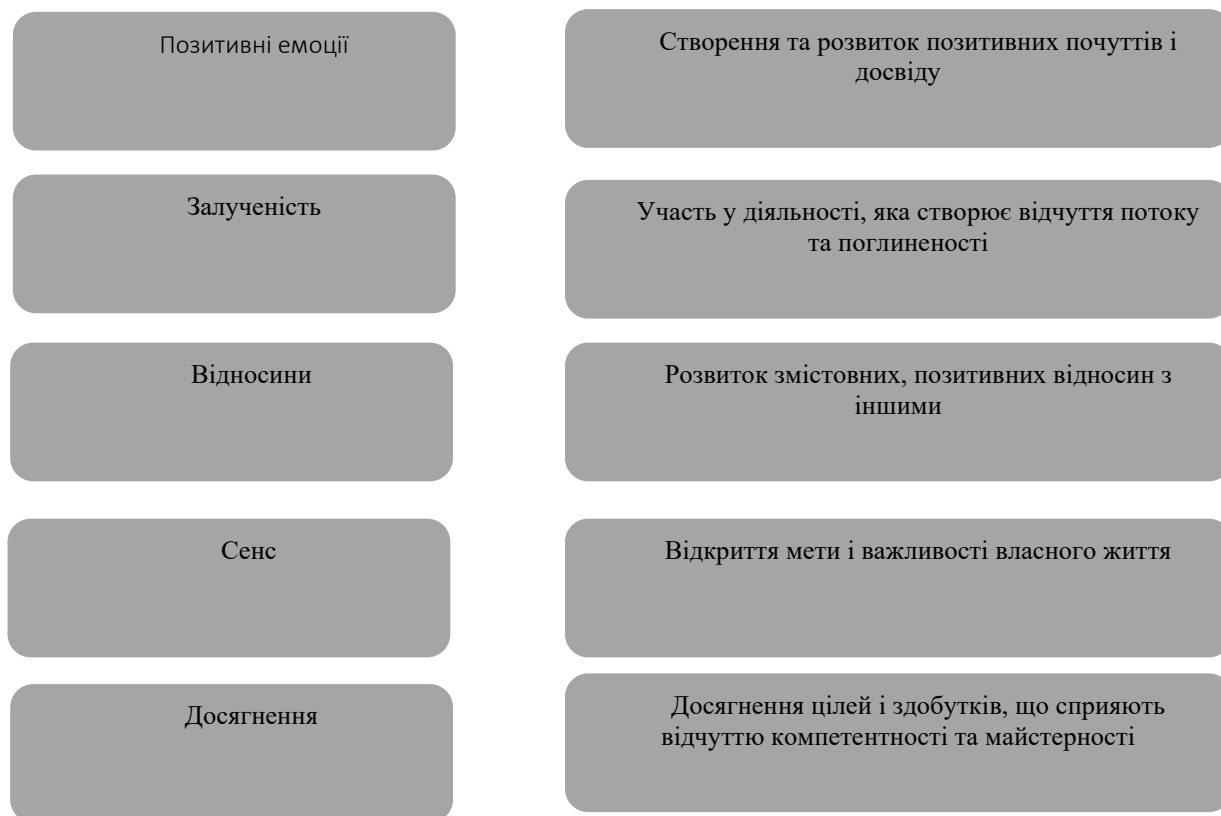 Позитивні емоції
Створення та розвиток позитивних почуттів і
досвіду
Залученість
Участь у діяльності, яка створює відчуття потоку
та поглиненості
Відносини
Розвиток змістовних, позитивних відносин з
іншими
Сенс
Відкриття мети і важливості власного життя
Досягнення
Досягнення цілей і здобутків, що сприяють
відчуттю компетентності та майстерності